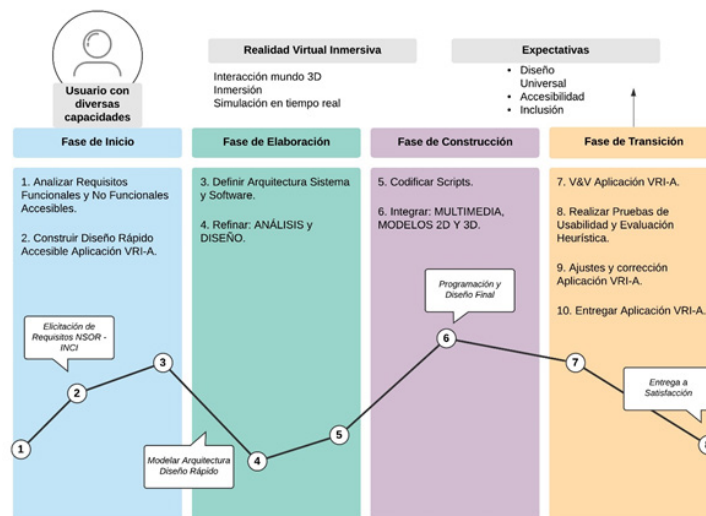 Usuario con
diversas
capacidades
Realidad Virtual Inmersiva
Interacción mundo 3D
Inmersión
Simulación en tiempo real
Expectativas
• Diseño
Universal
• Accesibilidad
• Inclusión
Fase de Inicio
1. Analizar Requisitos
Funcionales y No Funcionales
Accesibles.
2. Construir Diseño Rápido
Accesible Aplicación VRI-A.
Elicitación de
Requisitos NSOR -
INCI
1
2
3
Fase de Elaboración
3. Definir Arquitectura Sistema
y Software.
4. Refinar: ANÁLISIS y
DISEÑO.
Modelar Arquitectura
Diseño Rápido
4
5
Fase de Construcción
5. Codificar Scripts.
6. Integrar: MULTIMEDIA,
MODELOS 2D Y 3D.
Programación y
Diseño Final
6
Fase de Transición
7. V&V Aplicación VRI-A.
8. Realizar Pruebas de
Usabilidad y Evaluación
Heurística.
9. Ajustes y corrección
Aplicación VRI-A.
10. Entregar Aplicación VRI-A.
7
Entrega a
Satisfacción